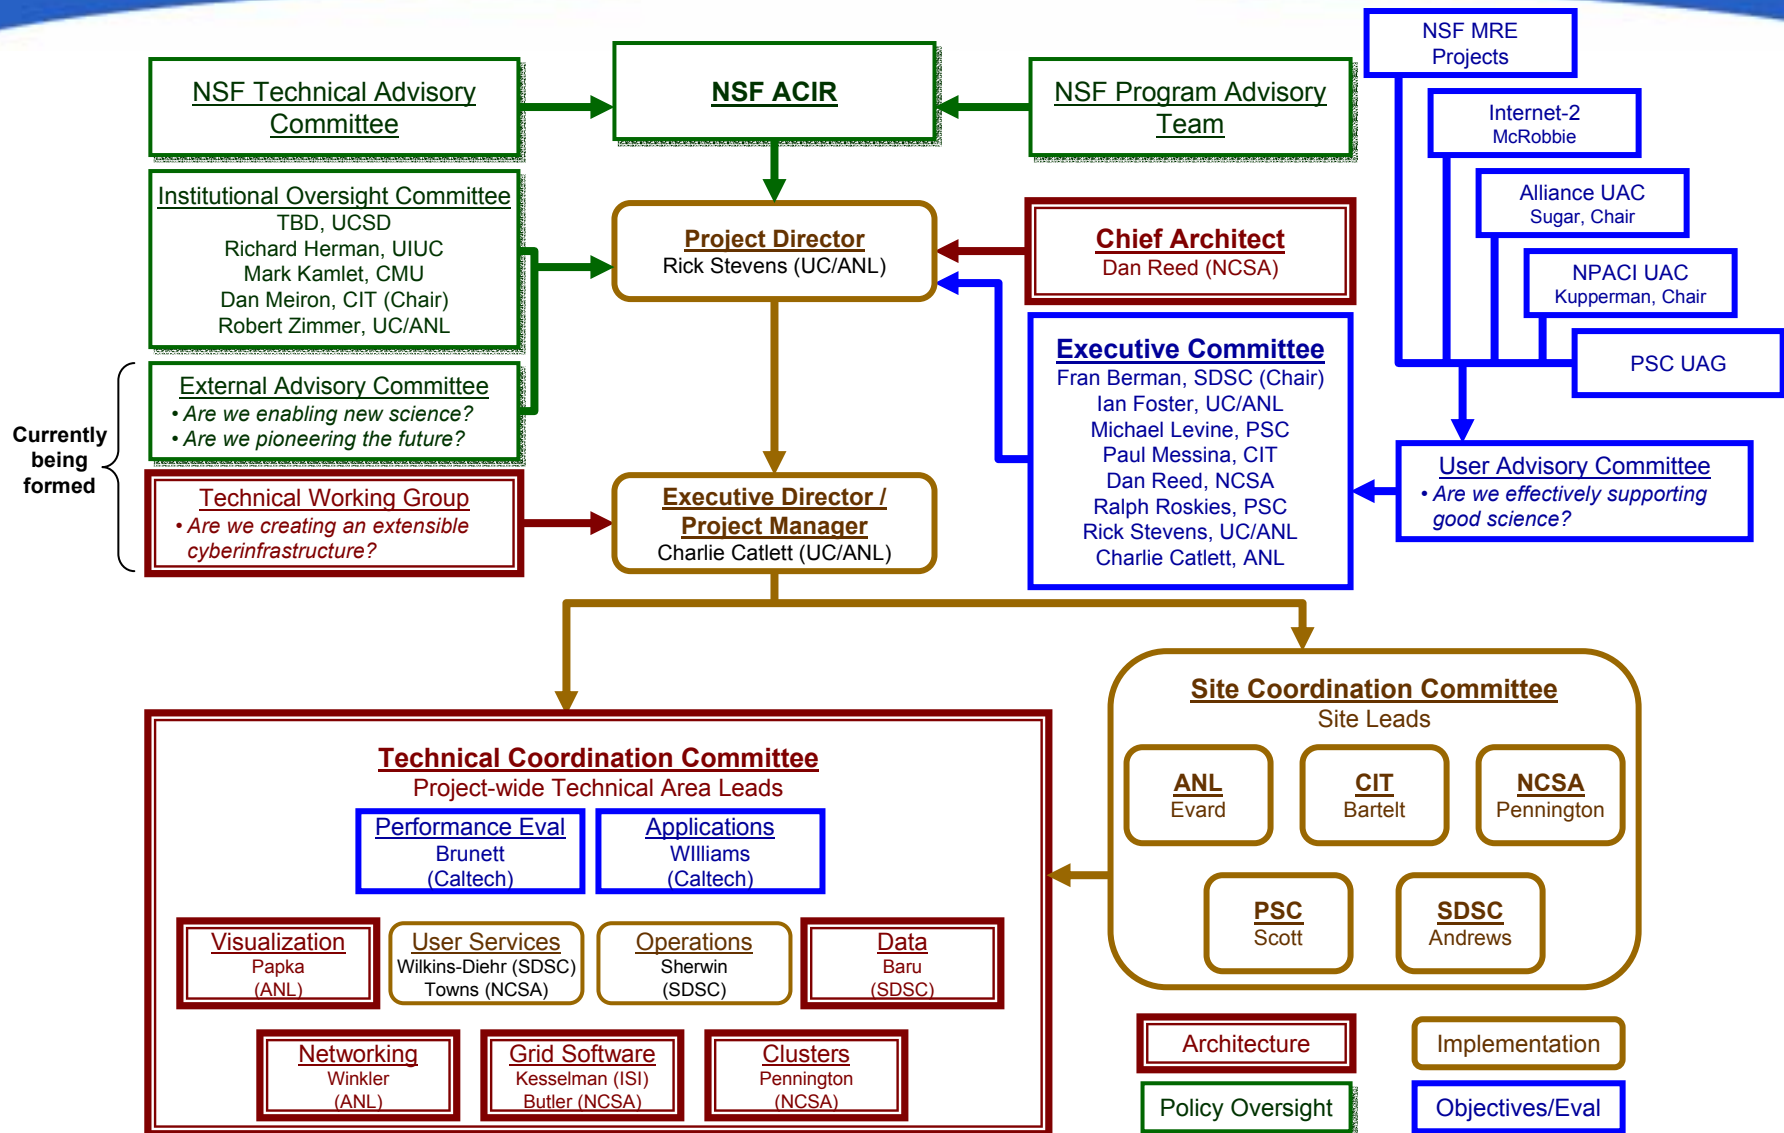 NSF MRE
Projects
NSF Technical Advisory
Committee
NSF ACIR
NSF Program Advisory
Team
Internet-2
McRobbie
Alliance UAC
Sugar, Chair
NPACI UAC
Kupperman, Chair
PSC UAG
Institutional Oversight Committee
TBD, UCSD
Richard Herman, UIUC
Mark Kamlet, CMU
Dan Meiron, CIT (Chair)
Robert Zimmer, UC/ANL
Project Director
Rick Stevens (UC/ANL)
Chief Architect
Dan Reed (NCSA)
External Advisory Committee
• Are we enabling new science?
• Are we pioneering the future?
Currently
being
formed
Technical Working Group
• Are we creating an extensible
cyberinfrastructure?
Executive Director /
Project Manager
Charlie Catlett (UC/ANL)
Executive Committee
Fran Berman, SDSC (Chair)
Ian Foster, UC/ANL
Michael Levine, PSC
Paul Messina, CIT
Dan Reed, NCSA
Ralph Roskies, PSC
Rick Stevens, UC/ANL
Charlie Catlett, ANL
User Advisory Committee
• Are we effectively supporting
good science?
Technical Coordination Committee
Project-wide Technical Area Leads
Performance Eval
Brunett
(Caltech)
Applications
WIlliams
(Caltech)
Visualization
Papka
(ANL)
User Services
Wilkins-Diehr (SDSC)
Towns (NCSA)
Operations
Sherwin
(SDSC)
Data
Baru
(SDSC)
Networking
Winkler
(ANL)
Grid Software
Kesselman (ISI)
Butler (NCSA)
Clusters
Pennington
(NCSA)
Site Coordination Committee
Site Leads
ANL
Evard
CIT
Bartelt
NCSA
Pennington
PSC
Scott
SDSC
Andrews
Architecture
Implementation
Policy Oversight
Objectives/Eval